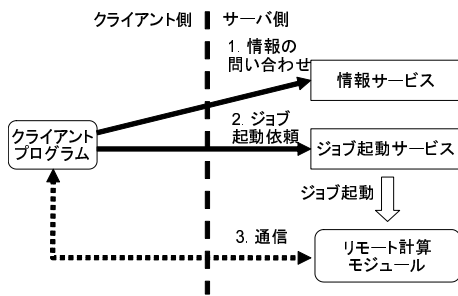 クライアント側
サーバ側
1. 情報の
問い合わせ
情報サービス
2. ジョブ
起動依頼
クライアント
プログラム
ジョブ起動サービス
ジョブ起動
3. 通信
リモート計算
モジュール